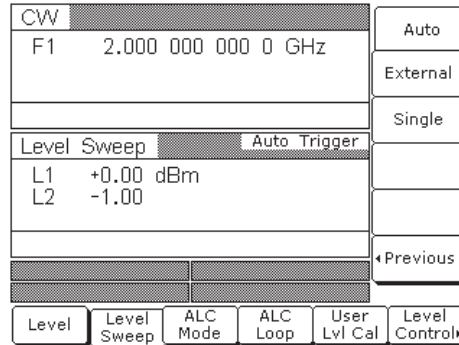 CW
F1 2.000 000 000 0 GHz
Level Sweep Auto Trigger
L1 +0.00 dBm
L2 -1.00
Auto
External
Single
◂Previous
Level
Level Sweep
ALC Mode
ALC Loop
User Lvl Cal
Level Control▸